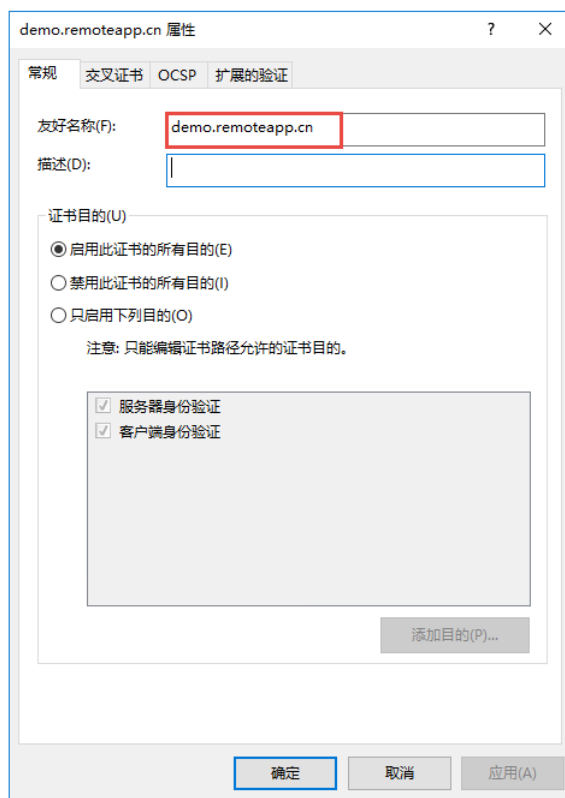 demo.remoteapp.cn 属性
常规 交叉证书 OCSP 扩展的验证
友好名称(F): demo.remoteapp.cn
描述(D):
证书目的(U)
启用此证书的所有目的(E)
禁用此证书的所有目的(I)
只启用下列目的(O)
注意: 只能编辑证书路径允许的证书目的。
服务器身份验证
客户端身份验证
添加目的(P)...
确定 取消 应用(A)